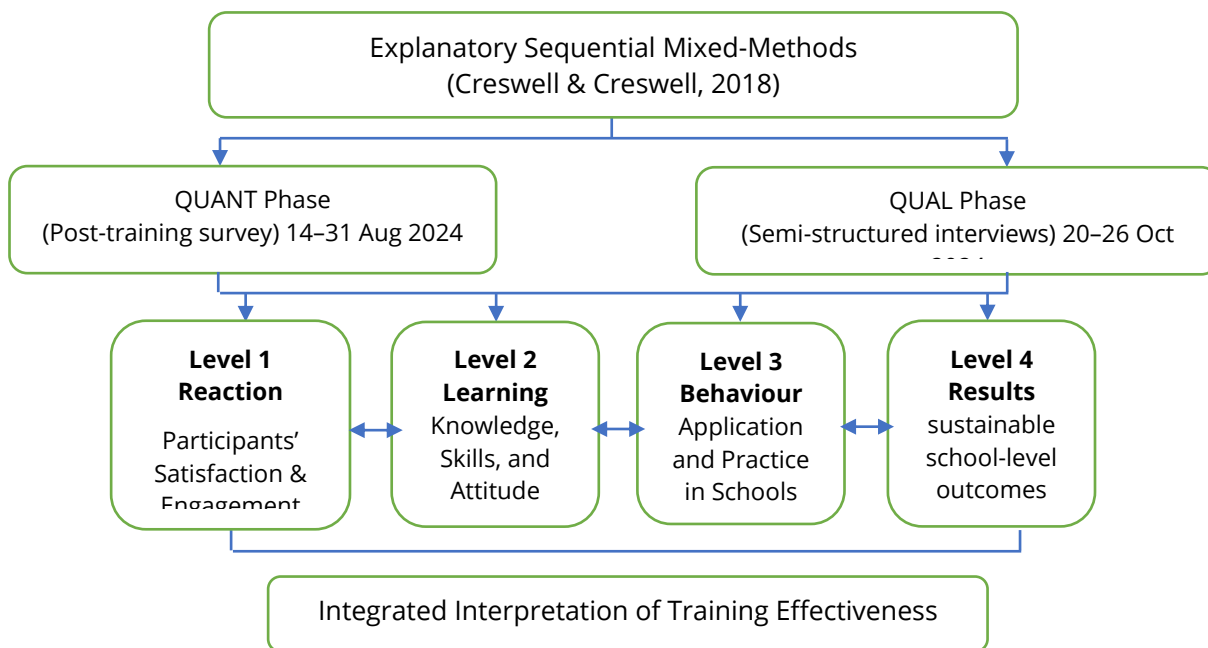 Explanatory Sequential Mixed-Methods
(Creswell & Creswell, 2018)
QUANT Phase
(Post-training survey) 14–31 Aug 2024
QUAL Phase
(Semi-structured interviews) 20–26 Oct
Level 1
Reaction
Participants’
Satisfaction &
Engagement
Level 2
Learning
Knowledge,
Skills, and
Attitude
Level 3
Behaviour
Application
and Practice
in Schools
Level 4
Results
sustainable
school-level
outcomes
Integrated Interpretation of Training Effectiveness